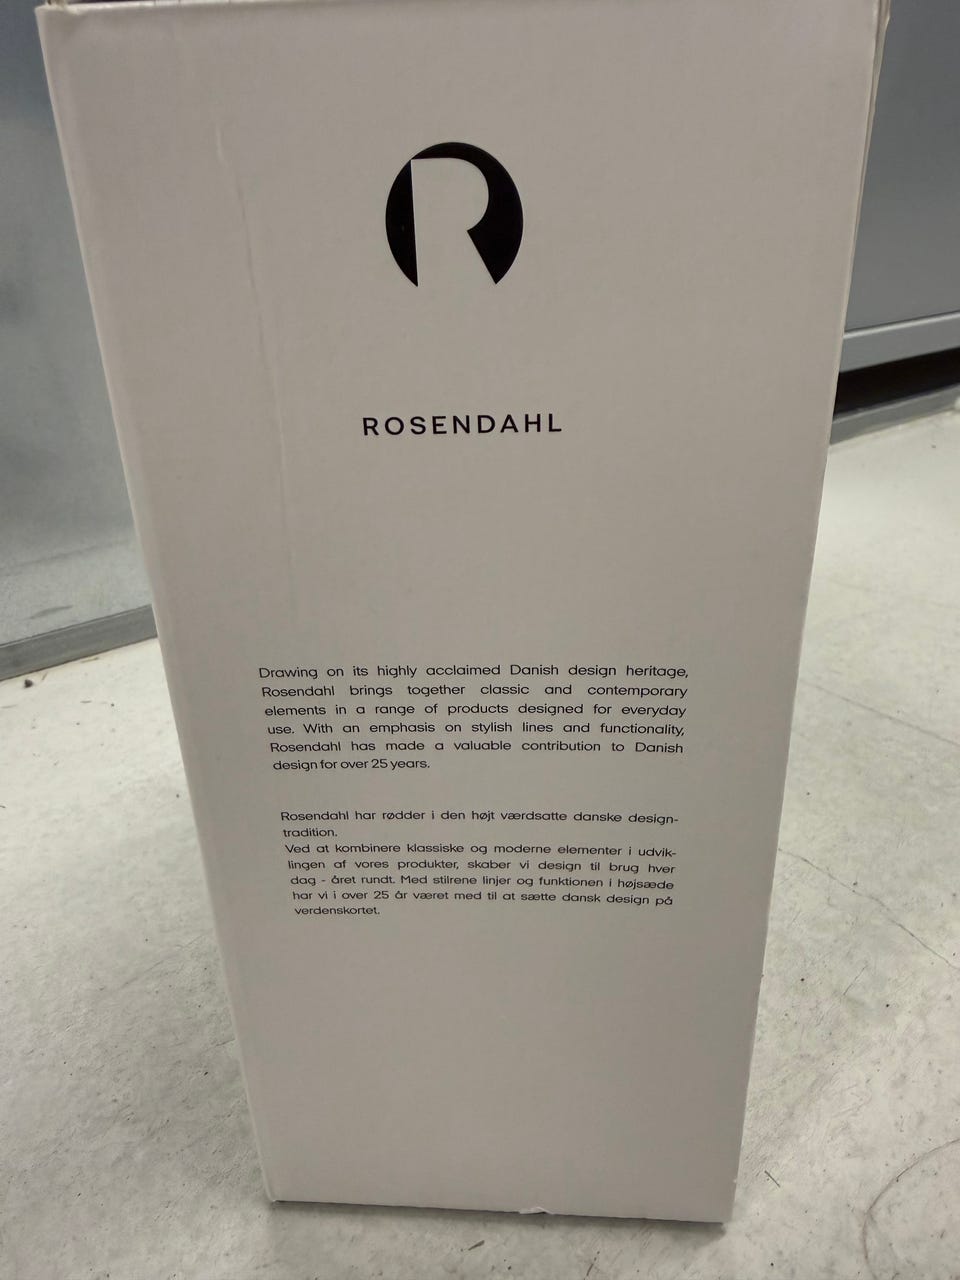 R
ROSENDAHL
Drawing on its highly acclaimed Danish design heritage,
Rosendahl brings together classic and contemporary
elements in a range of products designed for everyday
use. With an emphasis on stylish lines and functionality,
Rosendahl has made a valuable contribution to Danish
design for over 25 years.
Rosendahl har rødder i den højt værdsatte danske design-
tradition.
Ved at kombinere klassiske og moderne elementer i udvik-
lingen af vores produkter, skaber vi design til brug hver
dag - året rundt. Med stilrene linjer og funktionen i højsæde
har vi i over 25 år været med til at sætte dansk design på
verdenskortet.